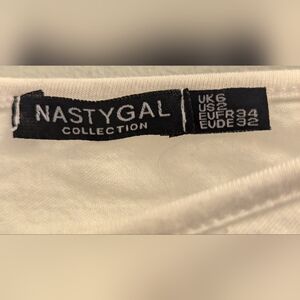 NASTYGAL
COLLECTION
UK6
US2
EUFR34
EUDE32